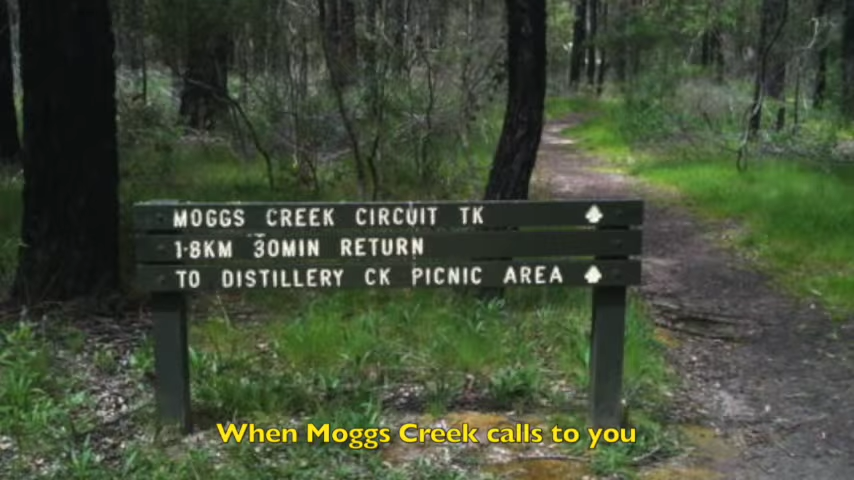 MOGGS CREEK CIRCUIT TK
1.8KM 30MIN RETURN
TO DISTILLERY CK PICNIC AREA
When Moggs Creek calls to you